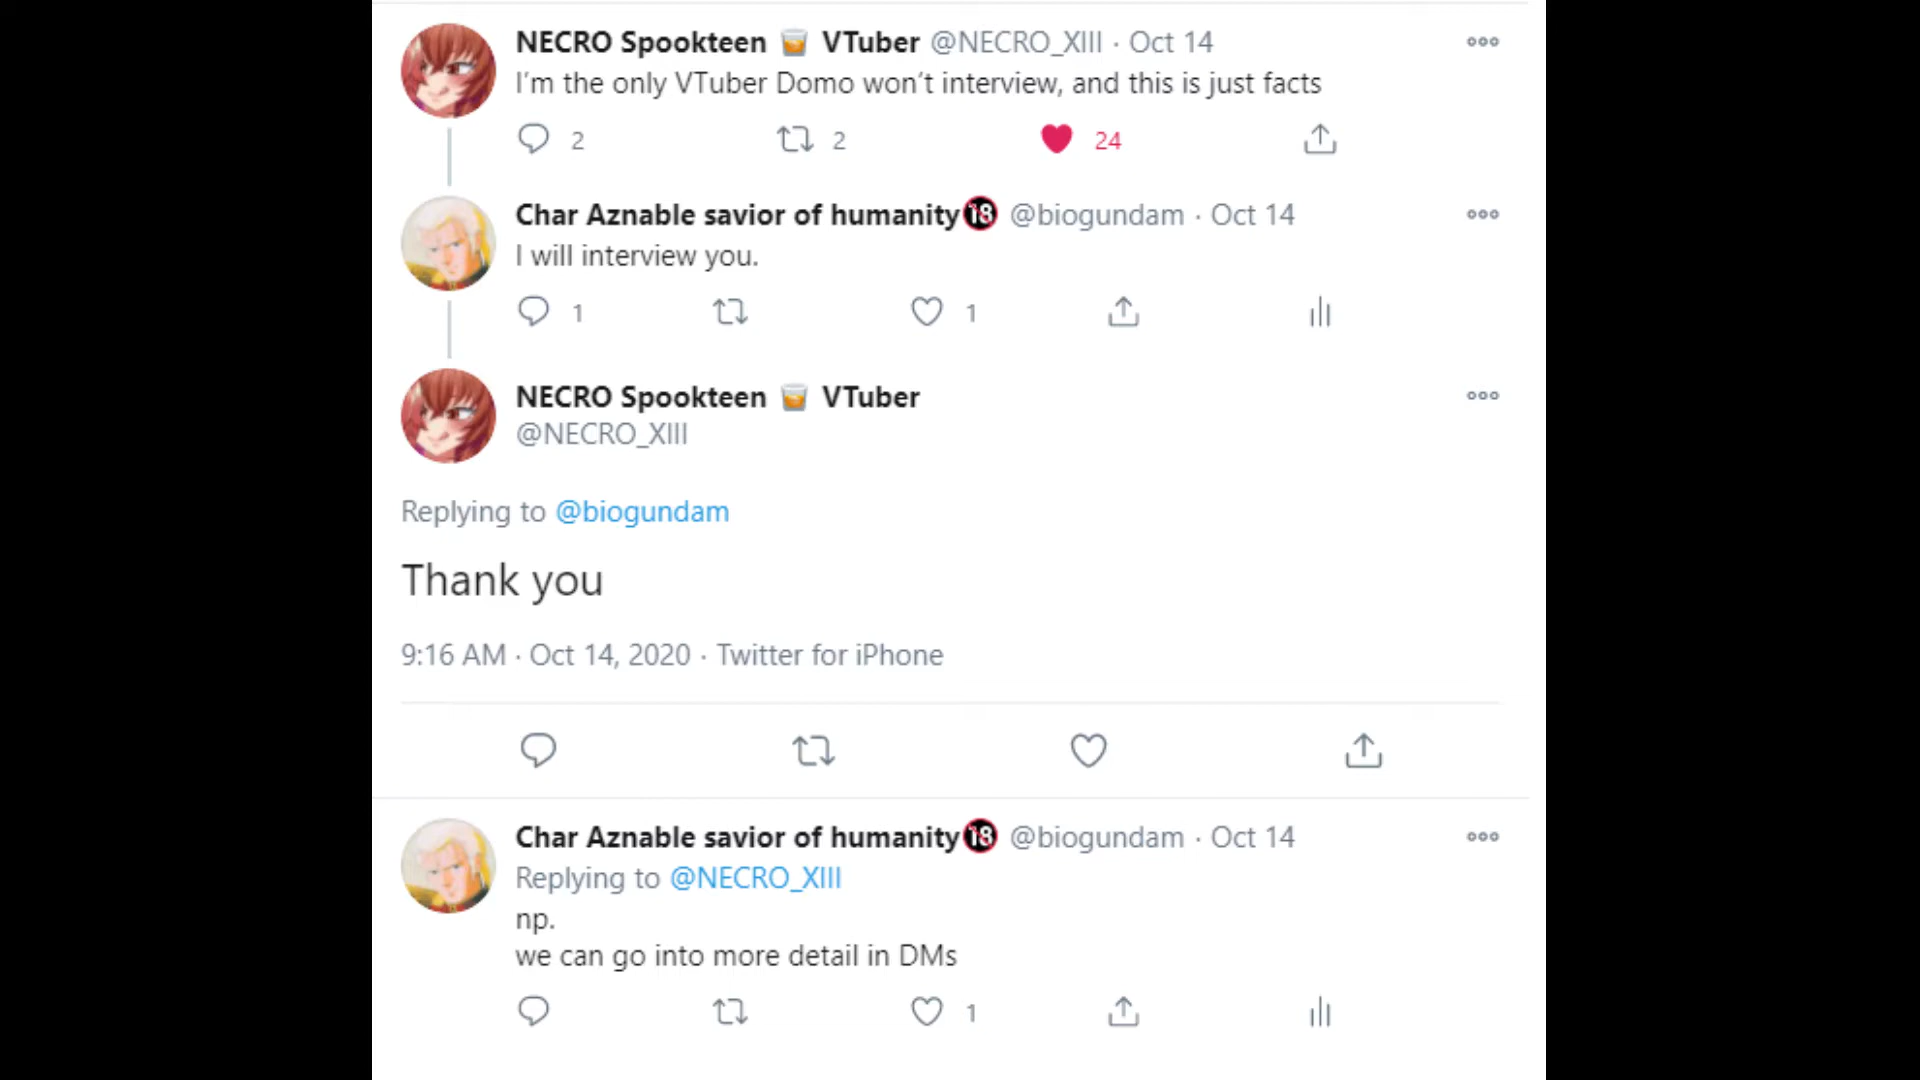 NECRO Spookteen 🥃 VTuber @NECRO_XIII · Oct 14
I'm the only VTuber Domo won't interview, and this is just facts
2 2 24
Char Aznable savior of humanity🔞 @biogundam · Oct 14
I will interview you.
1 1
NECRO Spookteen 🥃 VTuber
@NECRO_XIII
Replying to @biogundam
Thank you
9:16 AM · Oct 14, 2020 · Twitter for iPhone
Char Aznable savior of humanity🔞 @biogundam · Oct 14
Replying to @NECRO_XIII
np.
we can go into more detail in DMs
1